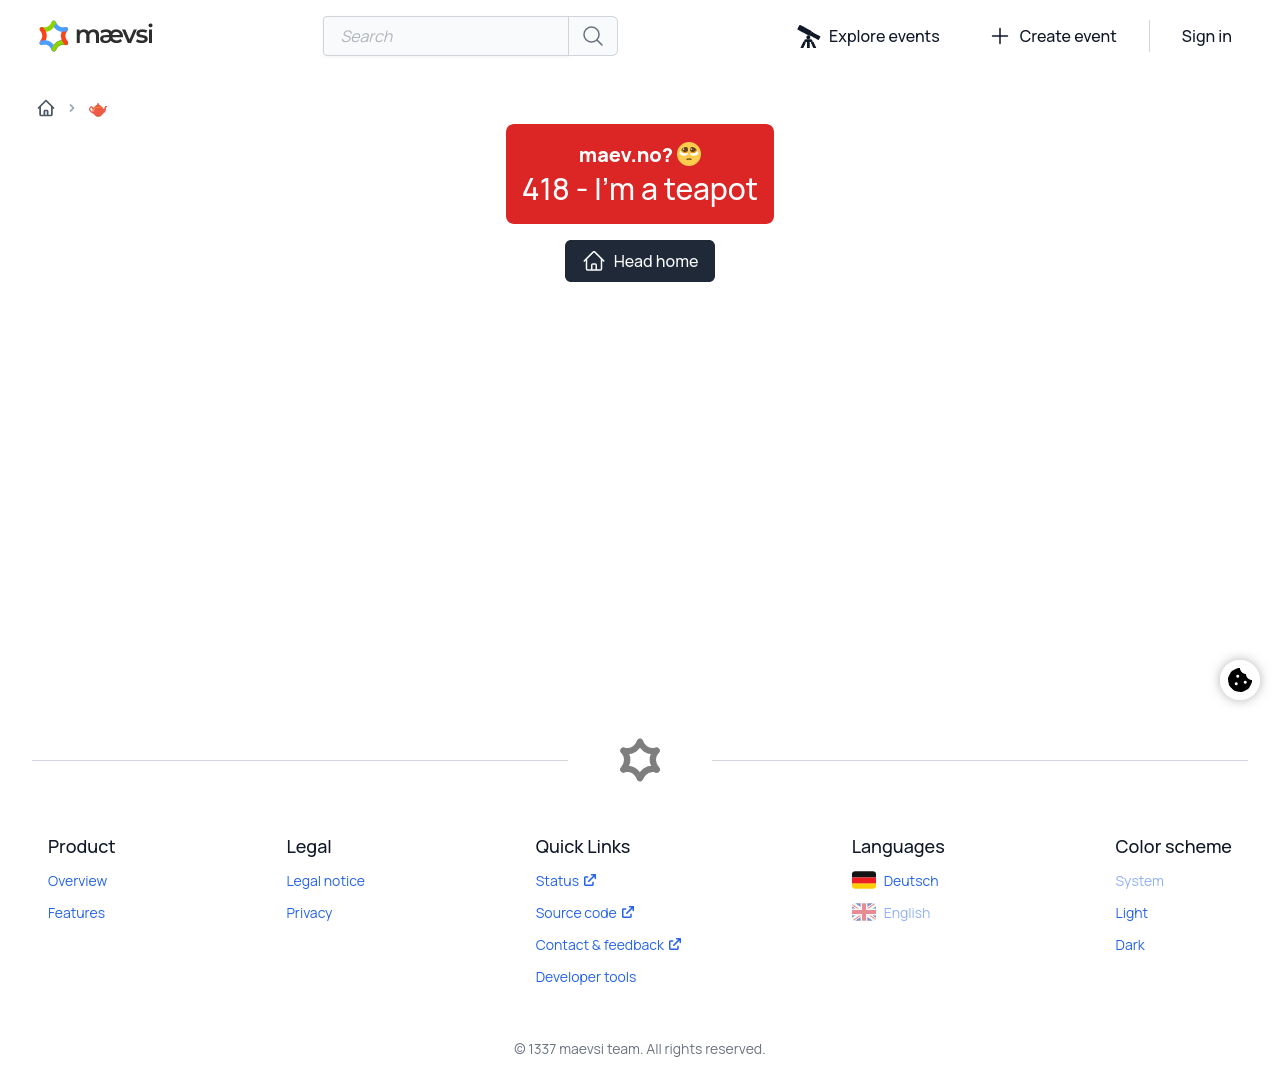 mævsi
Search
Explore events
Create event
Sign in
maev.no? 🙄
418 - I'm a teapot
Head home
Product
Overview
Features
Legal
Legal notice
Privacy
Quick Links
Status
Source code
Contact & feedback
Developer tools
Languages
Deutsch
English
Color scheme
System
Light
Dark
© 1337 maevsi team. All rights reserved.